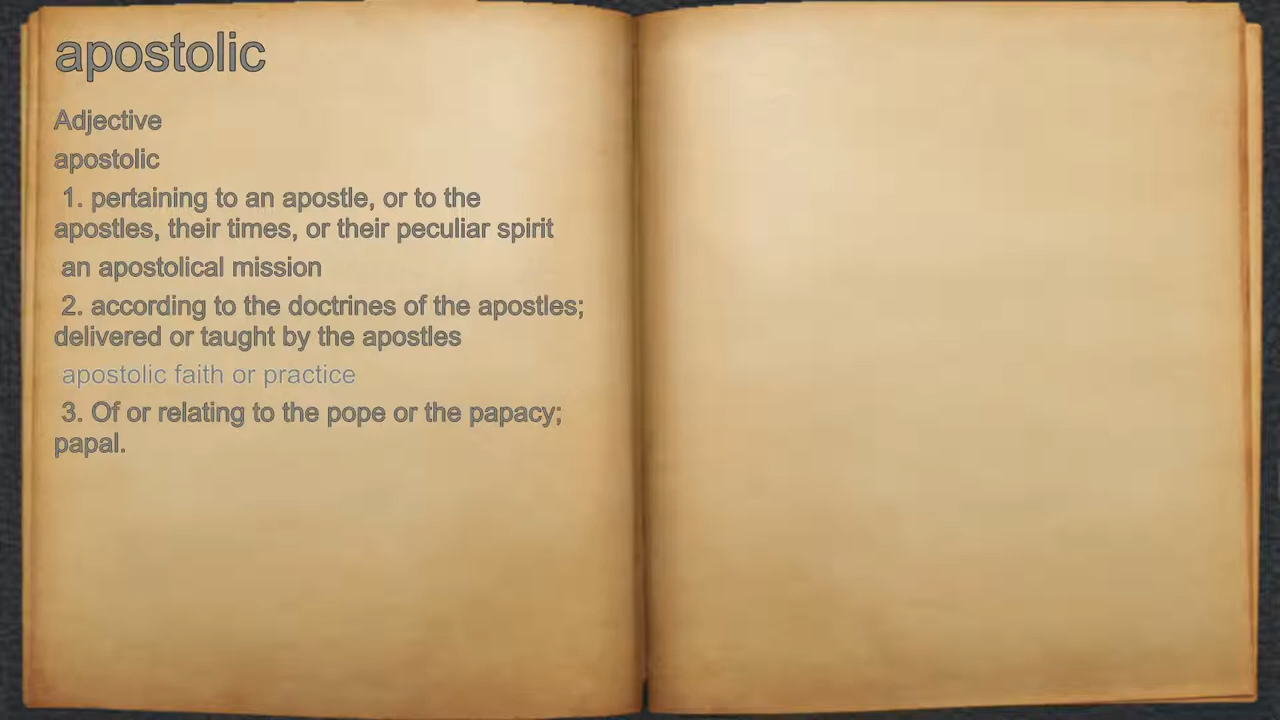 apostolic
Adjective
apostolic
1. pertaining to an apostle, or to the
apostles, their times, or their peculiar spirit
an apostolical mission
2. according to the doctrines of the apostles;
delivered or taught by the apostles
apostolic faith or practice
3. Of or relating to the pope or the papacy;
papal.